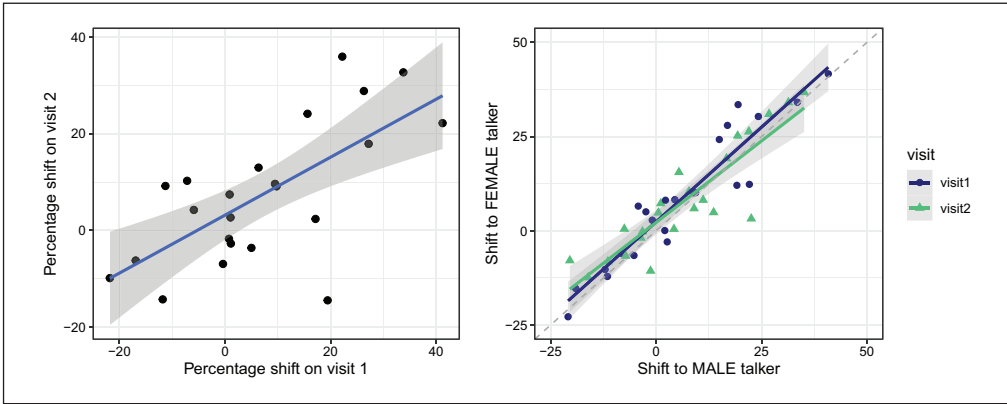 40
20
0
−20
Percentage shift on visit 2
−20
0
20
40
Percentage shift on visit 1
50
25
0
−25
Shift to FEMALE talker
−25
0
25
50
Shift to MALE talker
visit
visit1
visit2